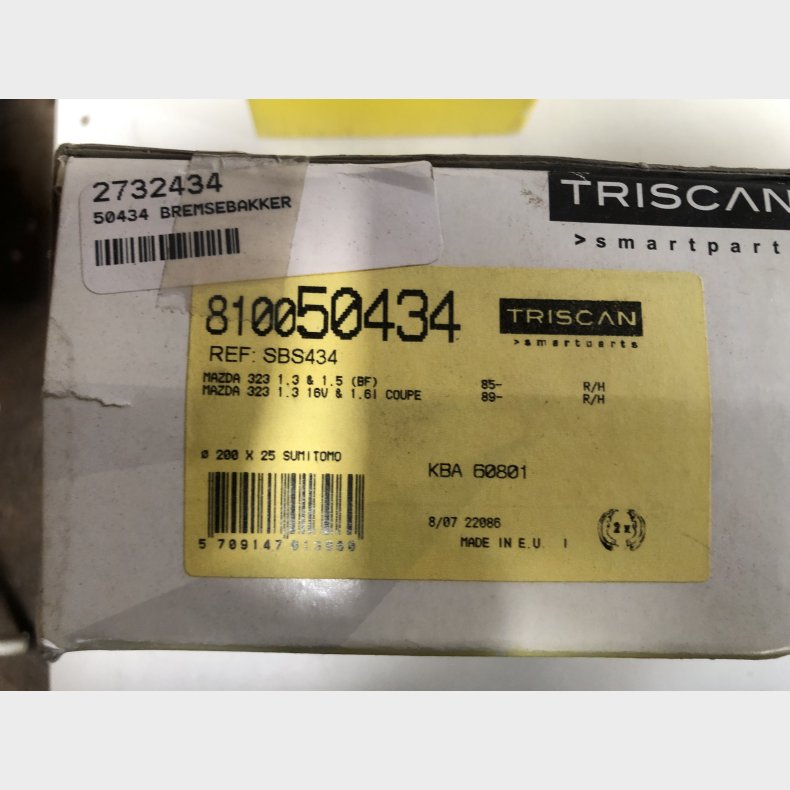 2732434
50434 BREMSEBAKKER
TRISCAN
>smartpart
810050434
TRISCAN
>smartparts
REF: SBS434
MAZDA 323 1.3 & 1.5 (BF) 85- R/H
MAZDA 323 1.3 16V & 1.6I COUPE 89- R/H
ø 200 X 25 SUMITOMO
KBA 60801
8/07 22086
2x
5 709147
MADE IN E.U. I